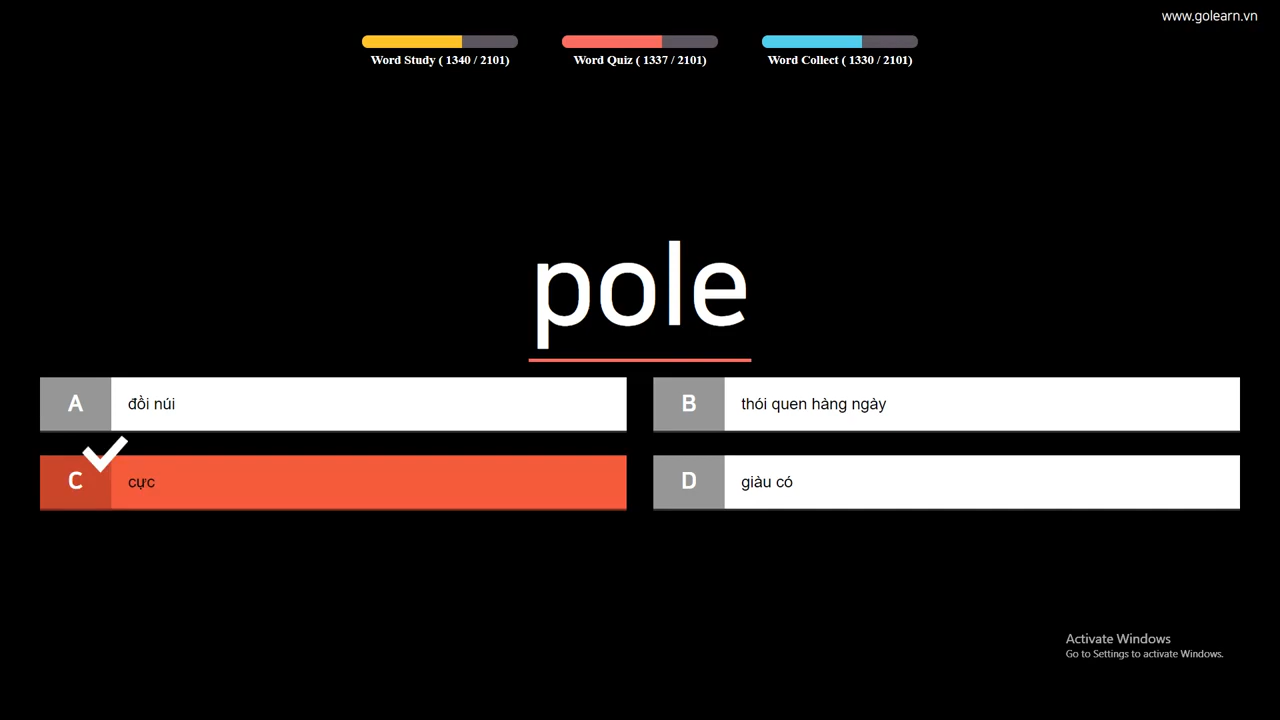 www.golearn.vn
Word Study ( 1340 / 2101)
Word Quiz ( 1337 / 2101)
Word Collect ( 1330 / 2101)
pole
A đồi núi
B thói quen hàng ngày
C cực
D giàu có
Activate Windows
Go to Settings to activate Windows.